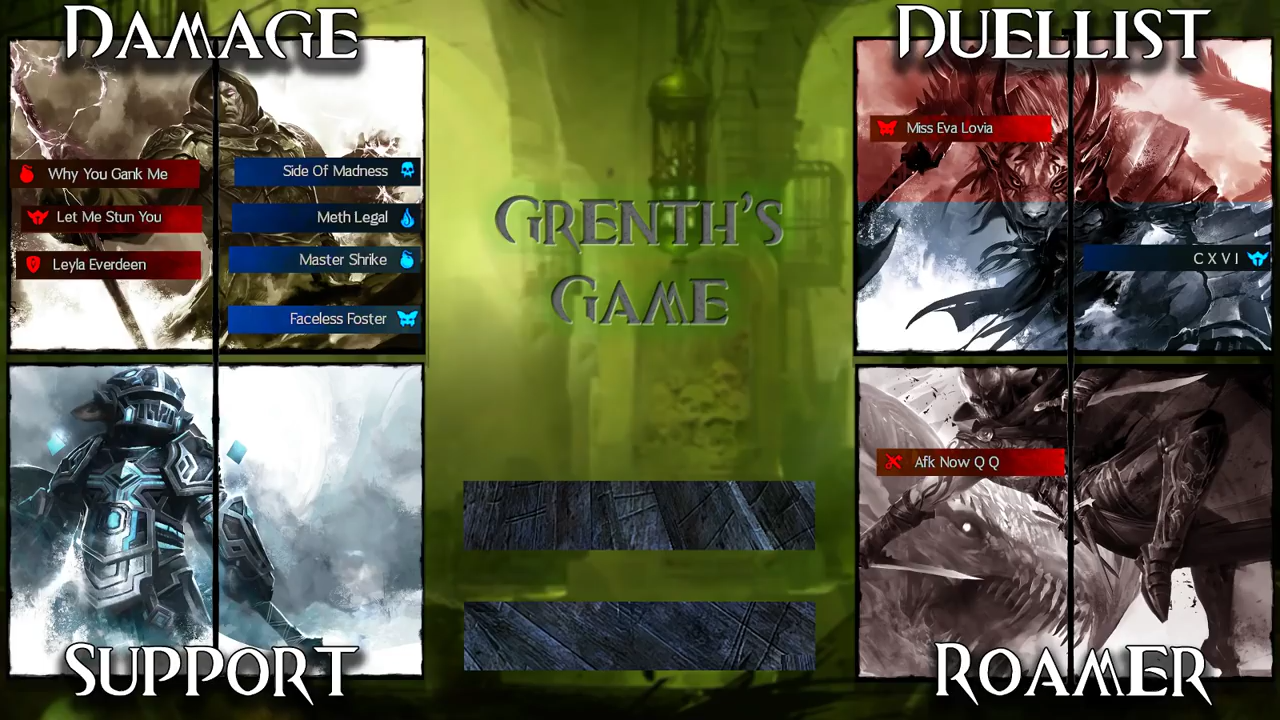 DAMAGE
Why You Gank Me
Let Me Stun You
Leyla Everdeen
Side Of Madness
Meth Legal
Master Shrike
Faceless Foster
SUPPORT
GRENTH'S
GAME
DUELLIST
Miss Eva Lovia
C X V I
Afk Now Q Q
ROAMER